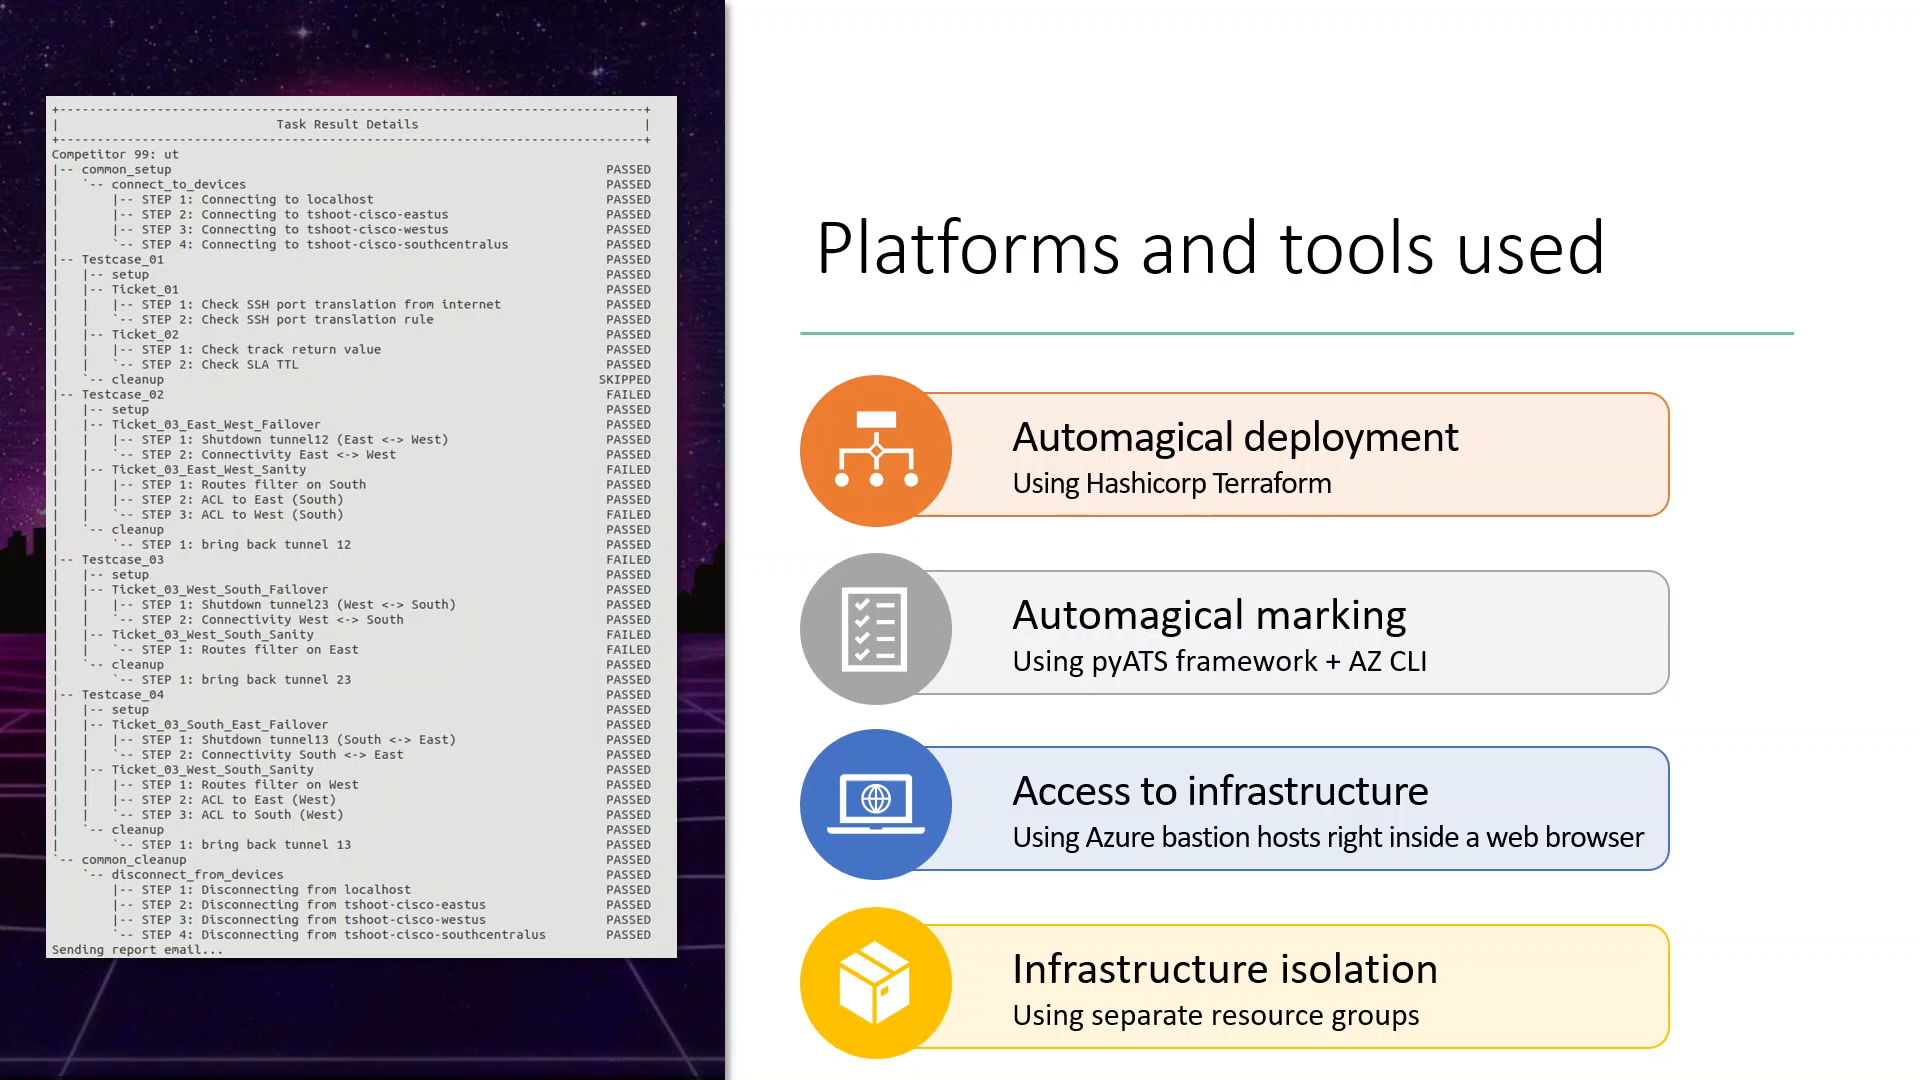 +------------------------------------------------------------------------------+
|                             Task Result Details                              |
+------------------------------------------------------------------------------+
Competitor 99: ut
|-- common_setup                                                          PASSED
|   `-- connect_to_devices                                                PASSED
|       |-- STEP 1: Connecting to localhost                               PASSED
|       |-- STEP 2: Connecting to tshoot-cisco-eastus                     PASSED
|       |-- STEP 3: Connecting to tshoot-cisco-westus                     PASSED
|       `-- STEP 4: Connecting to tshoot-cisco-southcentralus             PASSED
|-- Testcase_01                                                           PASSED
|   |-- setup                                                             PASSED
|   |-- Ticket_01                                                         PASSED
|   |   |-- STEP 1: Check SSH port translation from internet              PASSED
|   |   `-- STEP 2: Check SSH port translation rule                       PASSED
|   |-- Ticket_02                                                         PASSED
|   |   |-- STEP 1: Check track return value                              PASSED
|   |   `-- STEP 2: Check SLA TTL                                         PASSED
|   `-- cleanup                                                          SKIPPED
|-- Testcase_02                                                           FAILED
|   |-- setup                                                             PASSED
|   |-- Ticket_03_East_West_Failover                                      PASSED
|   |   |-- STEP 1: Shutdown tunnel12 (East <-> West)                     PASSED
|   |   `-- STEP 2: Connectivity East <-> West                            PASSED
|   |-- Ticket_03_East_West_Sanity                                        FAILED
|   |   |-- STEP 1: Routes filter on South                                PASSED
|   |   |-- STEP 2: ACL to East (South)                                   PASSED
|   |   `-- STEP 3: ACL to West (South)                                   FAILED
|   `-- cleanup                                                           PASSED
|       `-- STEP 1: bring back tunnel 12                                  PASSED
|-- Testcase_03                                                           FAILED
|   |-- setup                                                             PASSED
|   |-- Ticket_03_West_South_Failover                                     PASSED
|   |   |-- STEP 1: Shutdown tunnel23 (West <-> South)                    PASSED
|   |   `-- STEP 2: Connectivity West <-> South                           PASSED
|   |-- Ticket_03_West_South_Sanity                                       FAILED
|   |   `-- STEP 1: Routes filter on East                                 FAILED
|   `-- cleanup                                                           PASSED
|       `-- STEP 1: bring back tunnel 23                                  PASSED
|-- Testcase_04                                                           PASSED
|   |-- setup                                                             PASSED
|   |-- Ticket_03_South_East_Failover                                     PASSED
|   |   |-- STEP 1: Shutdown tunnel13 (South <-> East)                    PASSED
|   |   `-- STEP 2: Connectivity South <-> East                           PASSED
|   |-- Ticket_03_West_South_Sanity                                       PASSED
|   |   |-- STEP 1: Routes filter on West                                 PASSED
|   |   |-- STEP 2: ACL to East (West)                                    PASSED
|   |   `-- STEP 3: ACL to South (West)                                   PASSED
|   `-- cleanup                                                           PASSED
|       `-- STEP 1: bring back tunnel 13                                  PASSED
`-- common_cleanup                                                        PASSED
    `-- disconnect_from_devices                                           PASSED
        |-- STEP 1: Disconnecting from localhost                          PASSED
        |-- STEP 2: Disconnecting from tshoot-cisco-eastus                PASSED
        |-- STEP 3: Disconnecting from tshoot-cisco-westus                PASSED
        `-- STEP 4: Disconnecting from tshoot-cisco-southcentralus        PASSED
Sending report email...
Platforms and tools used
Automagical deployment
Using Hashicorp Terraform
Automagical marking
Using pyATS framework + AZ CLI
Access to infrastructure
Using Azure bastion hosts right inside a web browser
Infrastructure isolation
Using separate resource groups